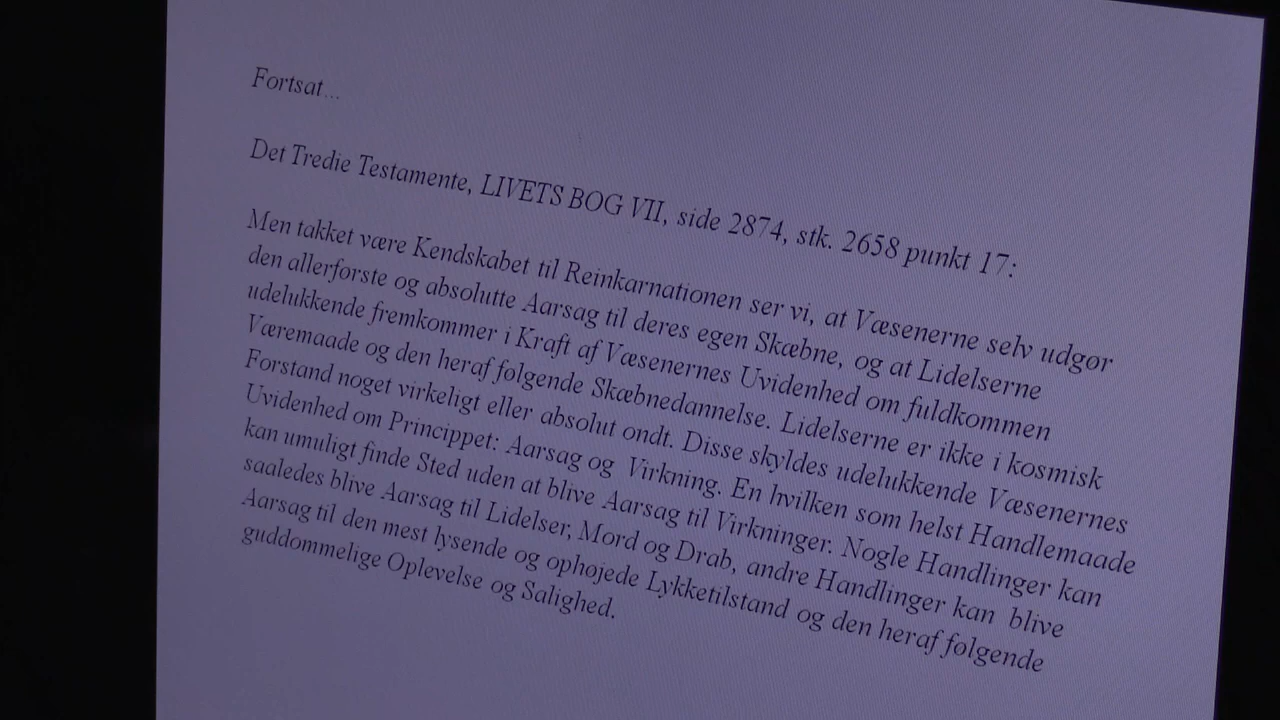 Fortsat...
Det Tredie Testamente, LIVETS BOG VII, side 2874, stk. 2658 punkt 17:
Men takket være Kendskabet til Reinkarnationen ser vi, at Væsenerne selv udgør
den allerførste og absolutte Aarsag til deres egen Skæbne, og at Lidelserne
udelukkende fremkommer i Kraft af Væsenernes Uvidenhed om fuldkommen
Væremaade og den heraf følgende Skæbnedannelse. Lidelserne er ikke i kosmisk
Forstand noget virkeligt eller absolut ondt. Disse skyldes udelukkende Væsenernes
Uvidenhed om Princippet: Aarsag og Virkning. En hvilken som helst Handlemaade
kan umuligt finde Sted uden at blive Aarsag til Virkninger. Nogle Handlinger kan
saaledes blive Aarsag til Lidelser, Mord og Drab, andre Handlinger kan blive
Aarsag til den mest lysende og ophøjede Lykketilstand og den heraf følgende
guddommelige Oplevelse og Salighed.